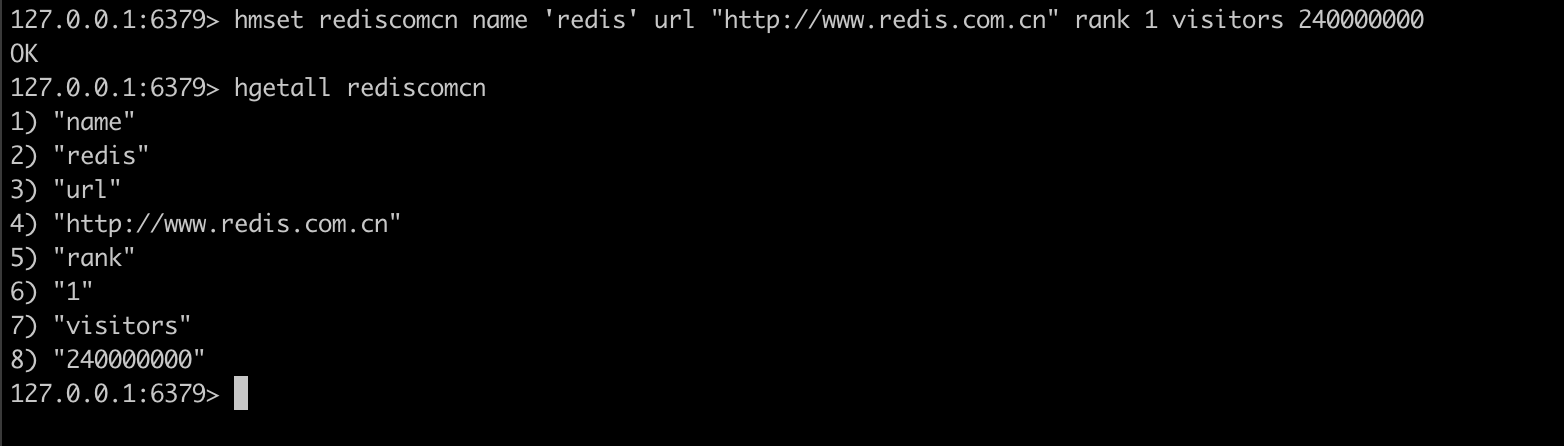 127.0.0.1:6379> hmset rediscomcn name 'redis' url "http://www.redis.com.cn" rank 1 visitors 240000000
OK
127.0.0.1:6379> hgetall rediscomcn
1) "name"
2) "redis"
3) "url"
4) "http://www.redis.com.cn"
5) "rank"
6) "1"
7) "visitors"
8) "240000000"
127.0.0.1:6379>